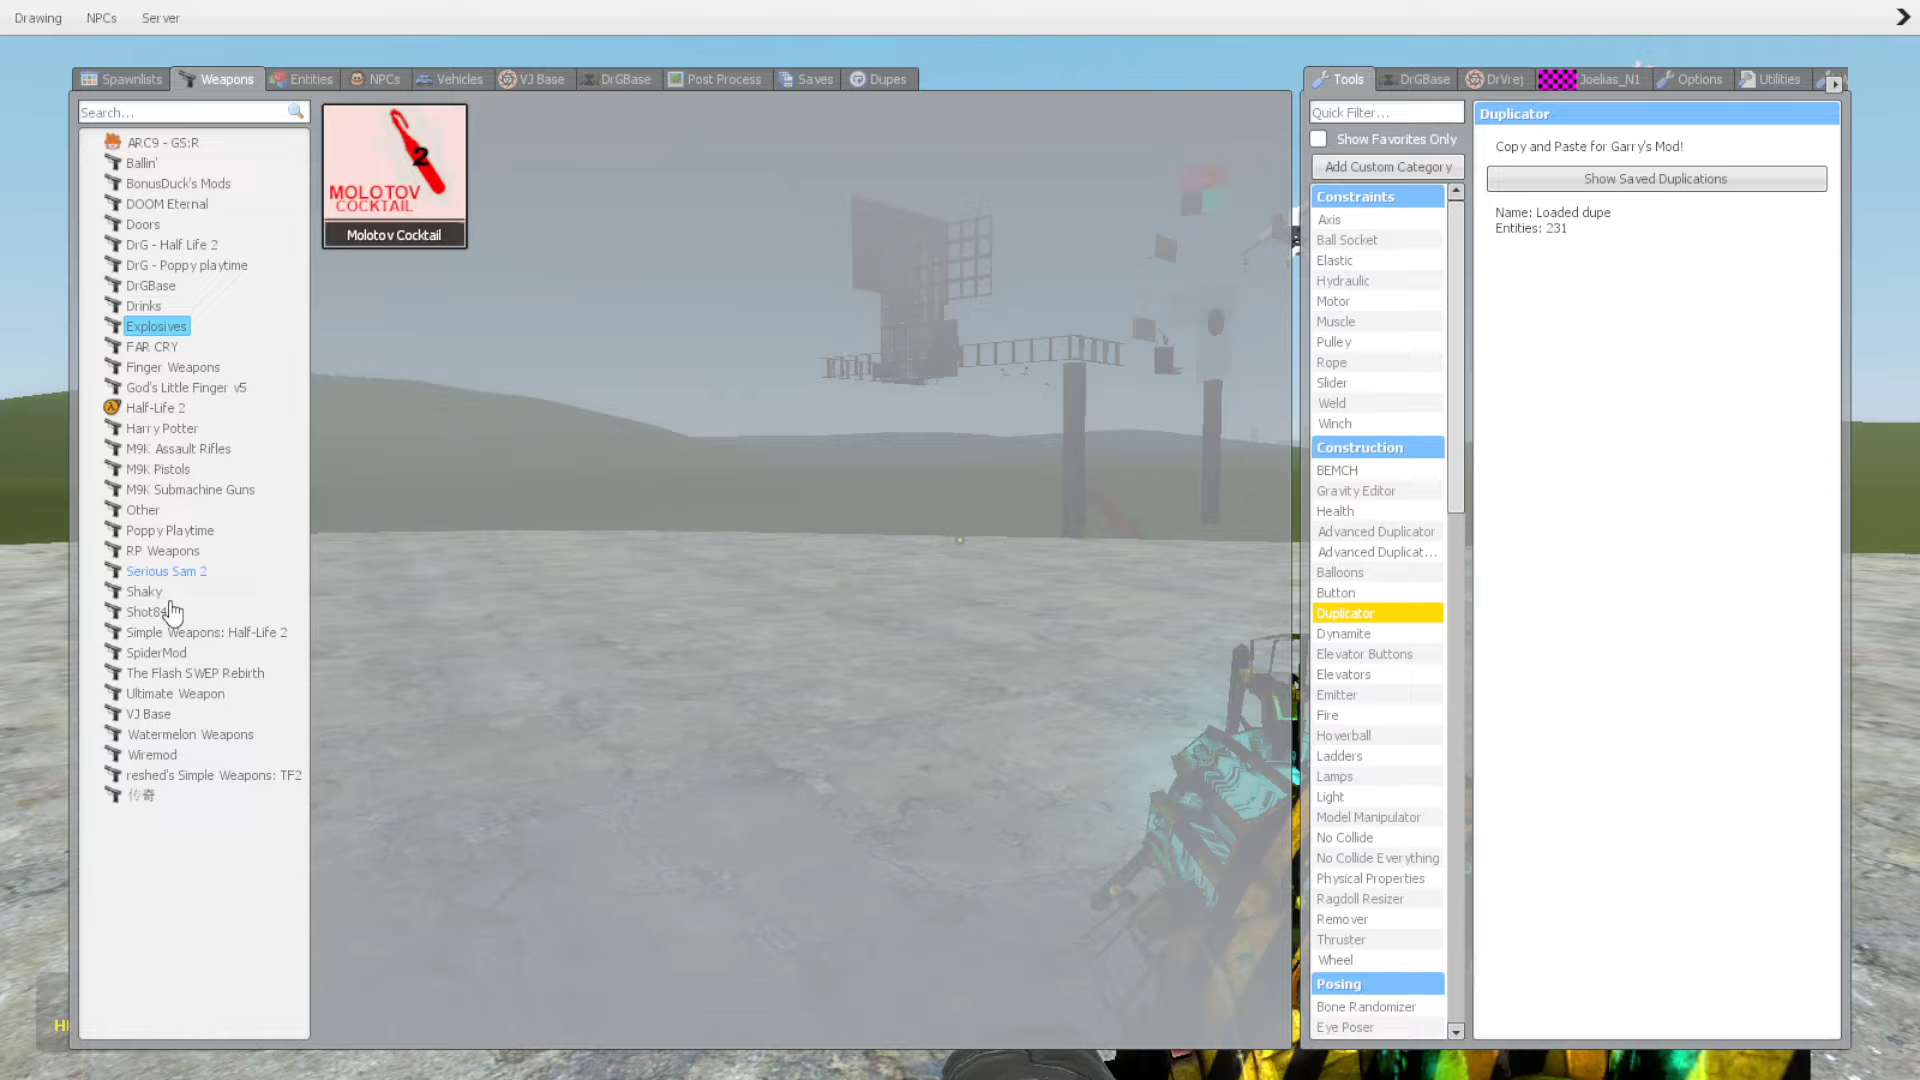 Drawing NPCs Server
Spawnlists Weapons Entities NPCs Vehicles VJ Base DrGBase Post Process Saves Dupes
Search...
ARC9 - GS:R
Ballin'
BonusDuck's Mods
DOOM Eternal
Doors
DrG - Half Life 2
DrG - Poppy playtime
DrGBase
Drinks
Explosives
FAR CRY
Finger Weapons
God's Little Finger v5
Half-Life 2
Harry Potter
M9K Assault Rifles
M9K Pistols
M9K Submachine Guns
Other
Poppy Playtime
RP Weapons
Serious Sam 2
Shaky
Simple Weapons: Half-Life 2
SpiderMod
The Flash SWEP Rebirth
Ultimate Weapon
VJ Base
Watermelon Weapons
Wiremod
reshed's Simple Weapons: TF2
传奇
2
MOLOTOV
COCKTAIL
Molotov Cocktail
Tools DrGBase DrVrej Joelias_N1 Options Utilities
Quick Filter...
Show Favorites Only
Add Custom Category
Constraints
Axis
Ball Socket
Elastic
Hydraulic
Motor
Muscle
Pulley
Rope
Slider
Weld
Winch
Construction
BEMCH
Gravity Editor
Health
Advanced Duplicator
Advanced Duplicat...
Balloons
Button
Duplicator
Dynamite
Elevator Buttons
Elevators
Emitter
Fire
Hoverball
Ladders
Lamps
Light
Model Manipulator
No Collide
No Collide Everything
Physical Properties
Ragdoll Resizer
Remover
Thruster
Wheel
Posing
Bone Randomizer
Eye Poser
Duplicator
Copy and Paste for Garry's Mod!
Show Saved Duplications
Name: Loaded dupe
Entities: 231